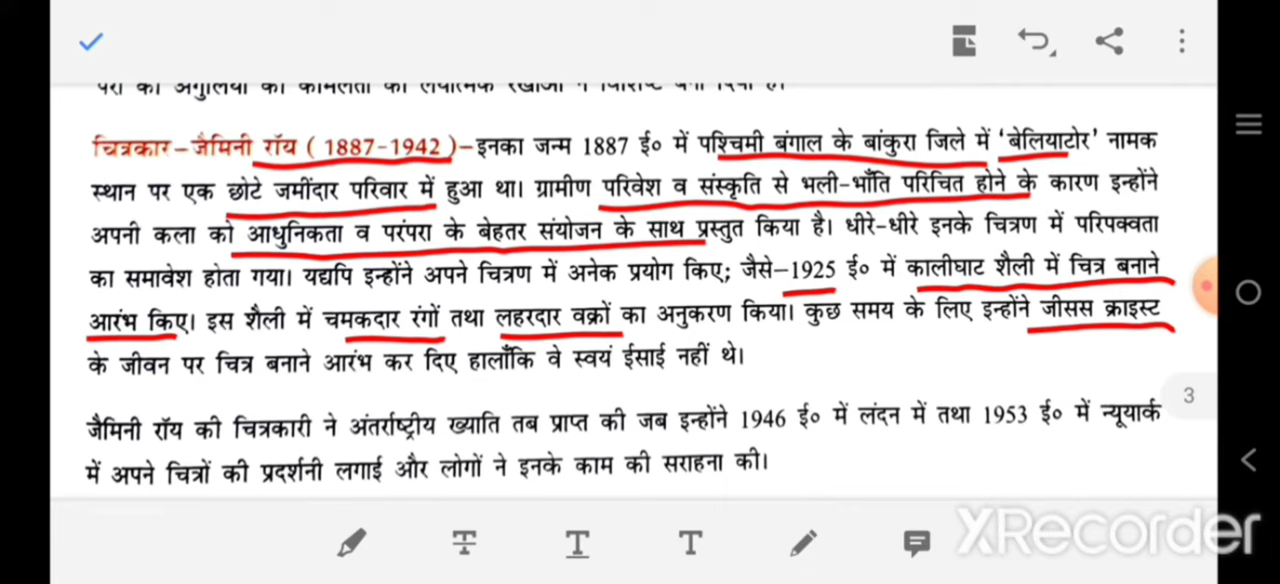 चित्रकार–जैमिनी रॉय ( 1887-1942 )–इनका जन्म 1887 ई० में पश्चिमी बंगाल के बांकुरा जिले में ‘बेलियाटोर’ नामक
स्थान पर एक छोटे जमींदार परिवार में हुआ था। ग्रामीण परिवेश व संस्कृति से भली-भाँति परिचित होने के कारण इन्होंने
अपनी कला को आधुनिकता व परंपरा के बेहतर संयोजन के साथ प्रस्तुत किया है। धीरे-धीरे इनके चित्रण में परिपक्वता
का समावेश होता गया। यद्यपि इन्होंने अपने चित्रण में अनेक प्रयोग किए; जैसे–1925 ई० में कालीघाट शैली में चित्र बनाने
आरंभ किए। इस शैली में चमकदार रंगों तथा लहरदार वक्रों का अनुकरण किया। कुछ समय के लिए इन्होंने जीसस क्राइस्ट
के जीवन पर चित्र बनाने आरंभ कर दिए हालाँकि वे स्वयं ईसाई नहीं थे।
3
जैमिनी रॉय की चित्रकारी ने अंतर्राष्ट्रीय ख्याति तब प्राप्त की जब इन्होंने 1946 ई० में लंदन में तथा 1953 ई० में न्यूयार्क
में अपने चित्रों की प्रदर्शनी लगाई और लोगों ने इनके काम की सराहना की।
T T T
XRecorder